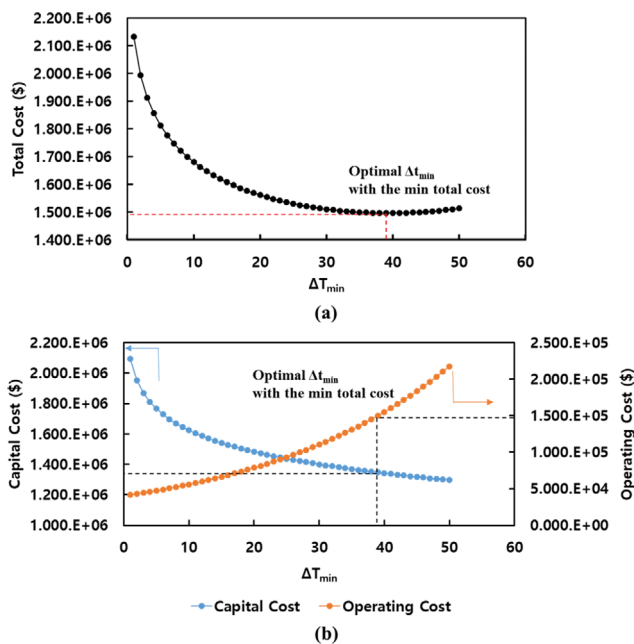 2.200.E+06
2.100.E+06
2.000.E+06
1.900.E+06
1.800.E+06
1.700.E+06
1.600.E+06
1.500.E+06
1.400.E+06
Total Cost ($)
Optimal Δtmin
with the min total cost
0 10 20 30 40 50 60
ΔTmin
(a)
2.200.E+06
2.000.E+06
1.800.E+06
1.600.E+06
1.400.E+06
1.200.E+06
1.000.E+06
Capital Cost ($)
Optimal Δtmin
with the min total cost
2.500.E+05
2.000.E+05
1.500.E+05
1.000.E+05
5.000.E+04
0.000.E+00
Operating Cost ($)
0 10 20 30 40 50 60
ΔTmin
Capital Cost Operating Cost
(b)